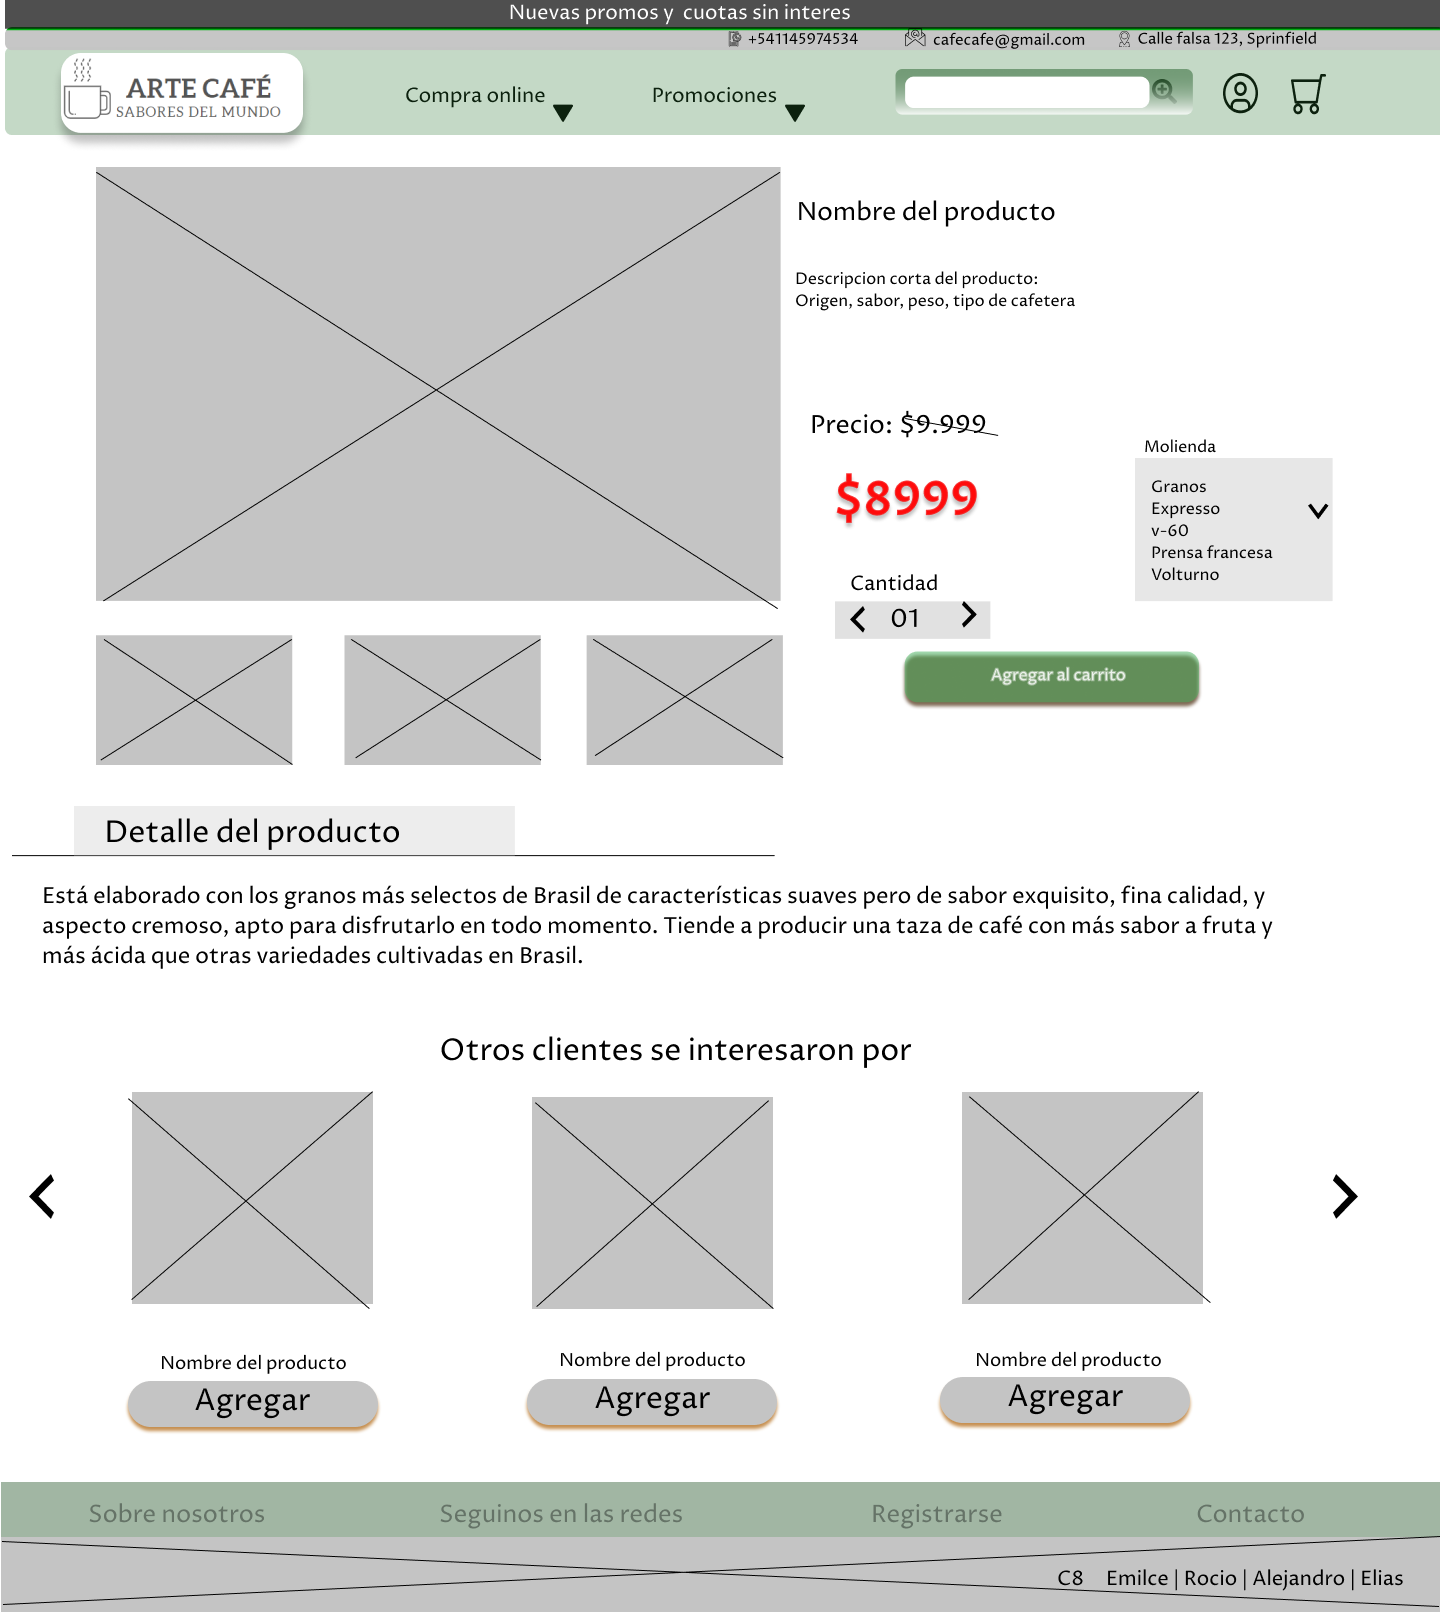 Nuevas promos y cuotas sin interes
+541145974534 cafecafe@gmail.com Calle falsa 123, Sprinfield
ARTE CAFÉ
SABORES DEL MUNDO
Compra online Promociones
Nombre del producto
Descripcion corta del producto:
Origen, sabor, peso, tipo de cafetera
Precio: $9.999
$8999
Molienda
Granos
Expresso
v-60
Prensa francesa
Volturno
Cantidad
01
Agregar al carrito
Detalle del producto
Está elaborado con los granos más selectos de Brasil de características suaves pero de sabor exquisito, fina calidad, y
aspecto cremoso, apto para disfrutarlo en todo momento. Tiende a producir una taza de café con más sabor a fruta y
más ácida que otras variedades cultivadas en Brasil.
Otros clientes se interesaron por
Nombre del producto Nombre del producto Nombre del producto
Agregar Agregar Agregar
Sobre nosotros Seguinos en las redes Registrarse Contacto
C8 Emilce | Rocio | Alejandro | Elias